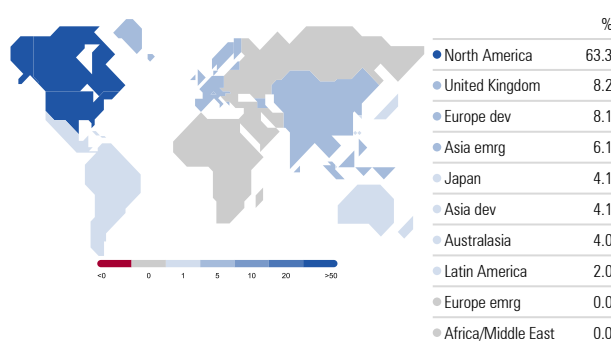 %
North America 63.3
United Kingdom 8.2
Europe dev 8.1
Asia emrg 6.1
Japan 4.1
Asia dev 4.1
Australasia 4.0
Latin America 2.0
Europe emrg 0.0
Africa/Middle East 0.0
<0 0 1 5 10 20 >50